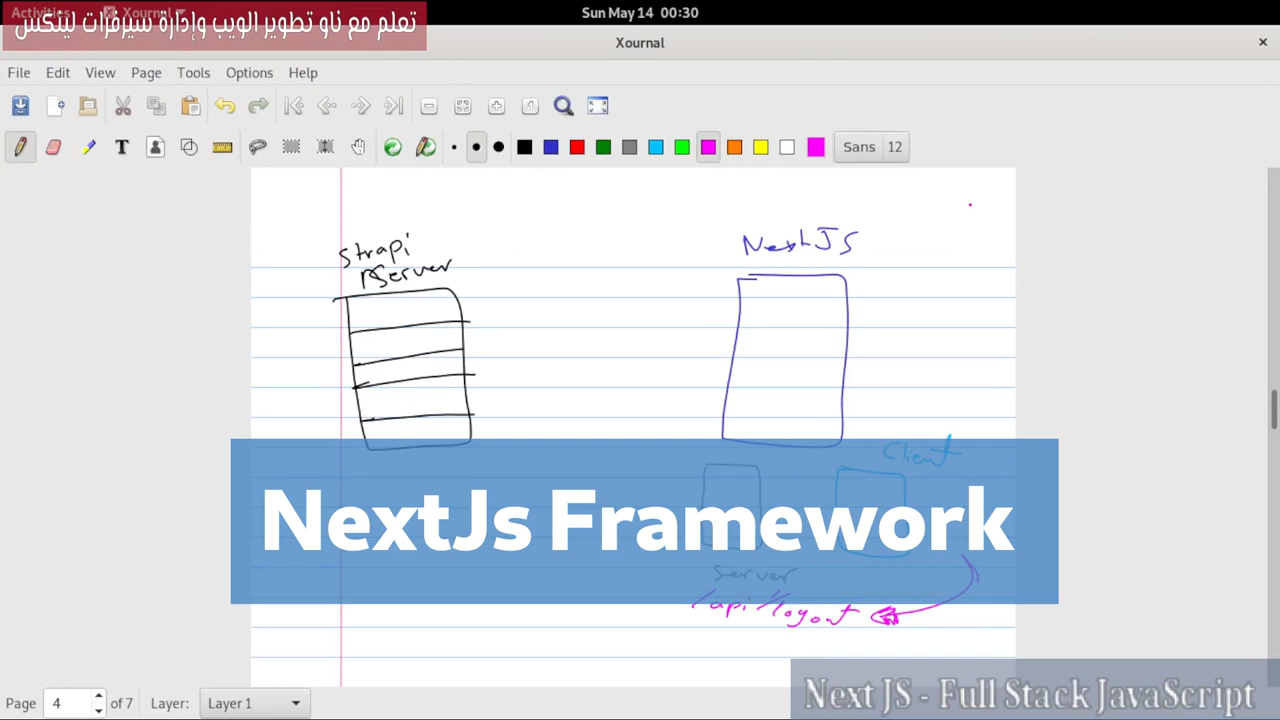 Activities Xournal Sun May 14 00:30
تعلم مع ناو تطوير الويب وإدارة سيرفرات لينكس
Xournal
File Edit View Page Tools Options Help
Sans 12
NextJS
strapi
Server
Client
NextJs Framework
Server
/api/logout
Next JS - Full Stack JavaScript
Page 4 of 7 Layer: Layer 1